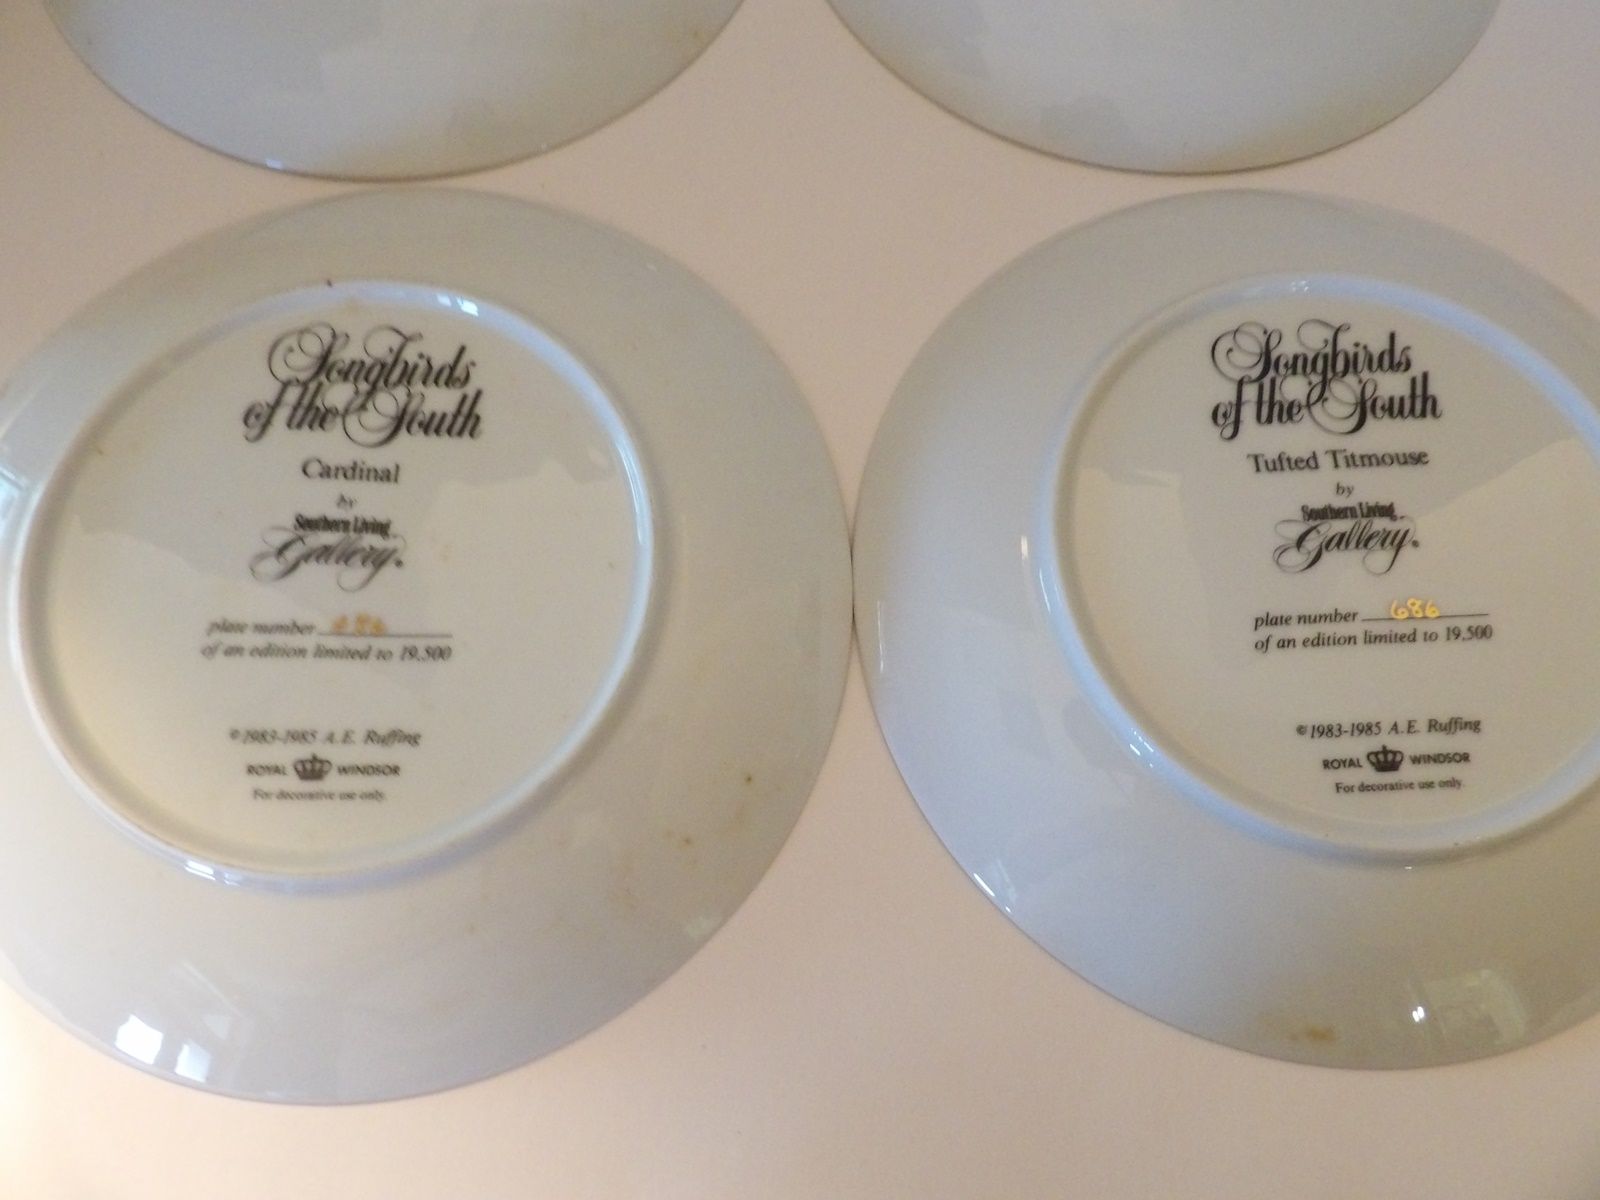 Songbirds
of the South
Cardinal
by
Southern Living
Gallery®
plate number 686
of an edition limited to 19,500
©1983-1985 A.E. Ruffing
ROYAL WINDSOR
For decorative use only.
Songbirds
of the South
Tufted Titmouse
by
Southern Living
Gallery®
plate number 686
of an edition limited to 19,500
©1983-1985 A.E. Ruffing
ROYAL WINDSOR
For decorative use only.